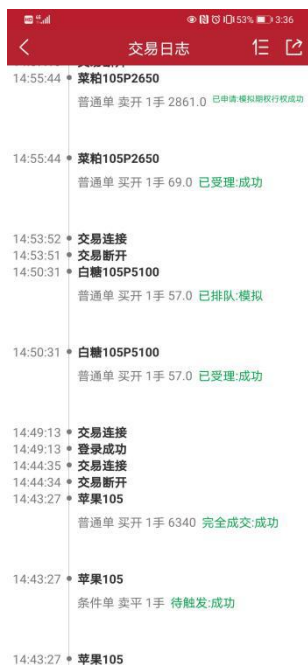 53% 3:36
交易日志
14:55:44 菜粕105P2650
普通单 卖开 1手 2861.0 已申请:模拟期权行权成功
14:55:44 菜粕105P2650
普通单 买开 1手 69.0 已受理:成功
14:53:52 交易连接
14:53:51 交易断开
14:50:31 白糖105P5100
普通单 买开 1手 57.0 已排队:模拟
14:50:31 白糖105P5100
普通单 买开 1手 57.0 已受理:成功
14:49:13 交易连接
14:49:13 登录成功
14:44:35 交易连接
14:44:34 交易断开
14:43:27 苹果105
普通单 买开 1手 6340 完全成交:成功
14:43:27 苹果105
条件单 卖平 1手 待触发:成功
14:43:27 苹果105